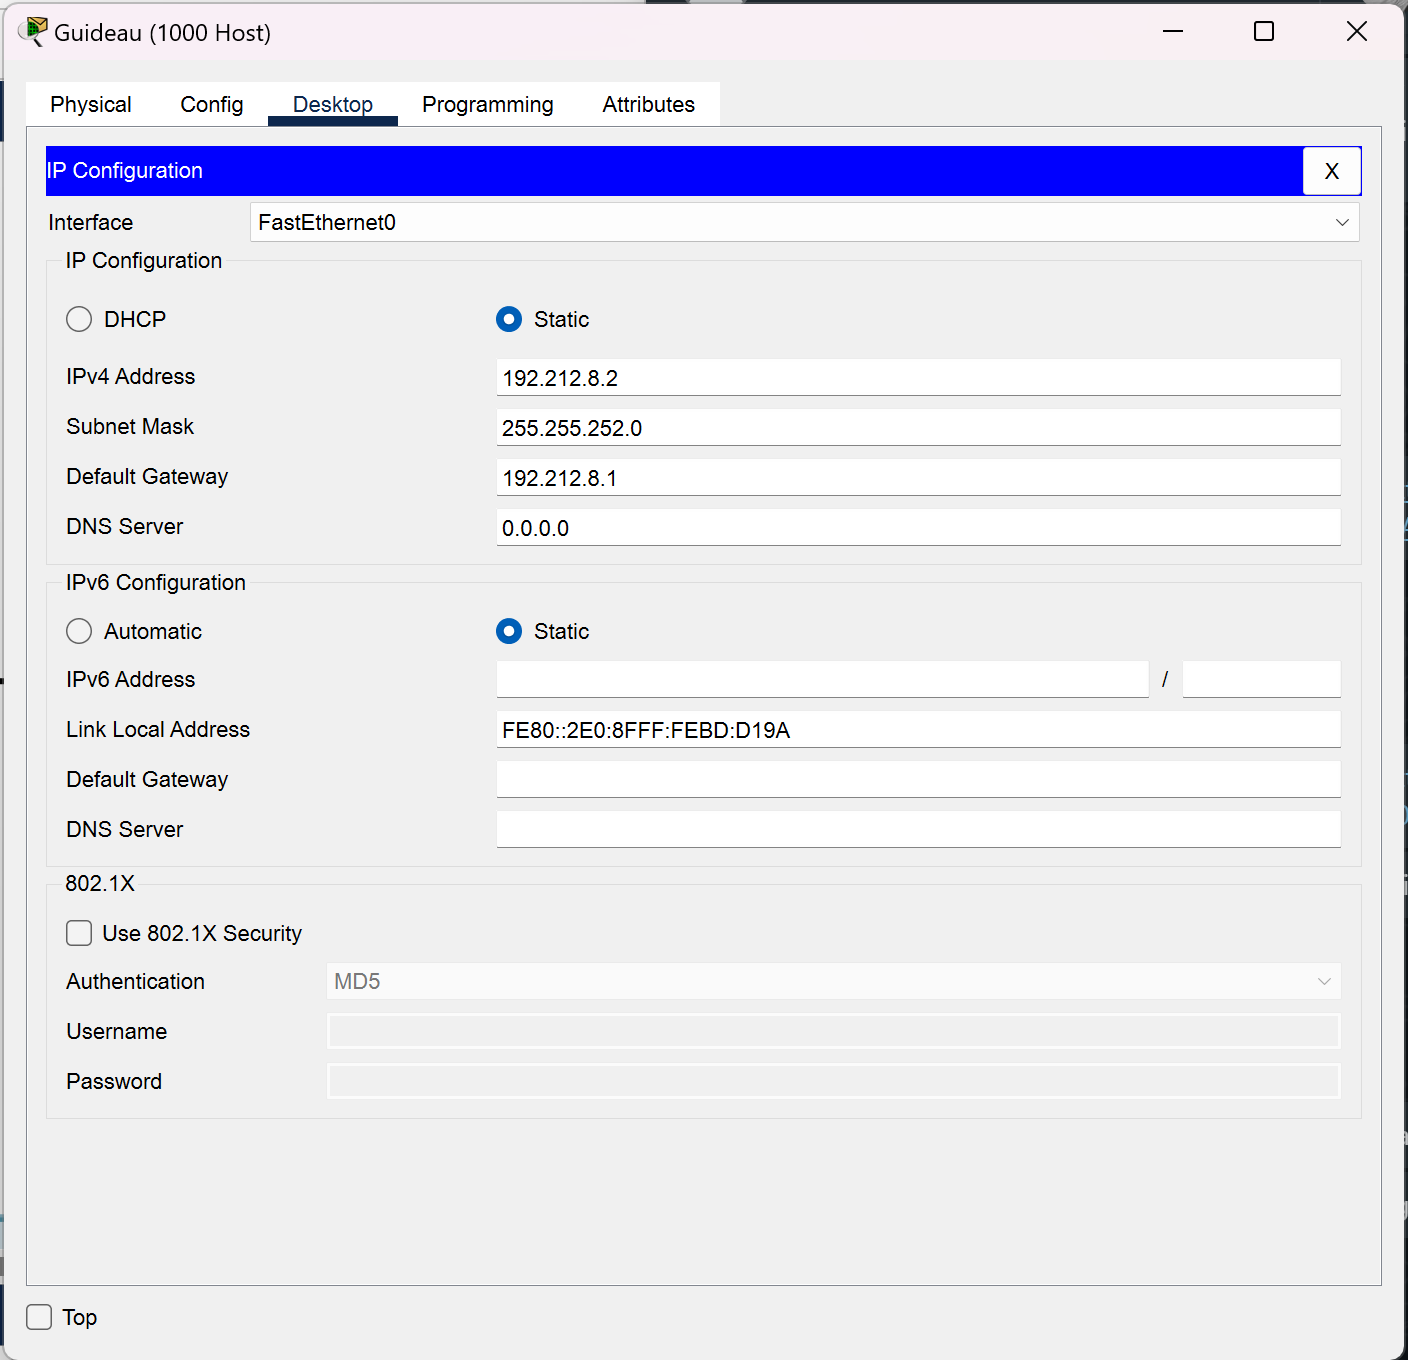 Guideau (1000 Host)
Physical Config Desktop Programming Attributes
IP Configuration X
Interface FastEthernet0
IP Configuration
DHCP Static
IPv4 Address 192.212.8.2
Subnet Mask 255.255.252.0
Default Gateway 192.212.8.1
DNS Server 0.0.0.0
IPv6 Configuration
Automatic Static
IPv6 Address /
Link Local Address FE80::2E0:8FFF:FEBD:D19A
Default Gateway
DNS Server
802.1X
Use 802.1X Security
Authentication MD5
Username
Password
Top